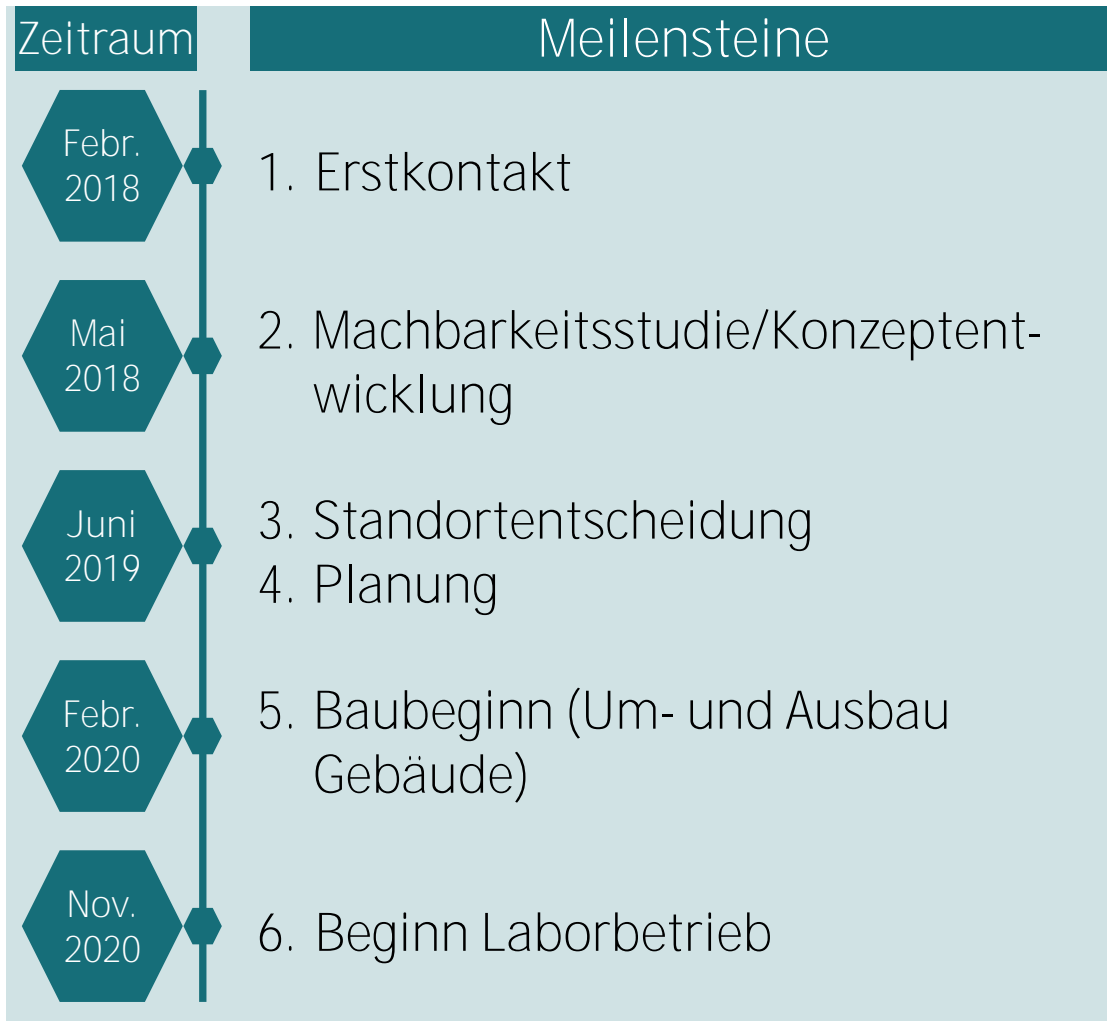 Zeitraum
Meilensteine
Febr.
2018
1. Erstkontakt
Mai
2018
2. Machbarkeitsstudie/Konzeptent-
wicklung
Juni
2019
3. Standortentscheidung
4. Planung
Febr.
2020
5. Baubeginn (Um- und Ausbau
Gebäude)
Nov.
2020
6. Beginn Laborbetrieb